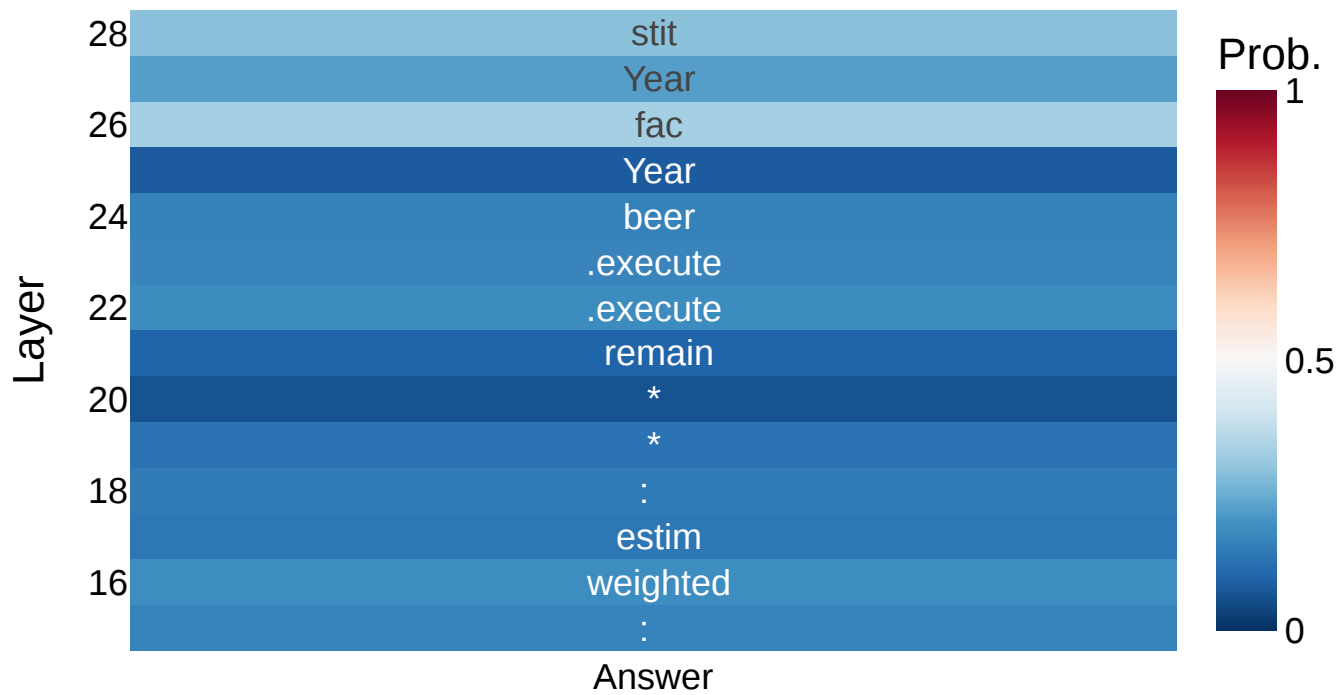 28 stit
Year
26 fac
Year
24 beer
.execute
22 .execute
remain
20 *
*
18 :
estim
16 weighted
:
Layer
Answer
Prob.
1
0.5
0